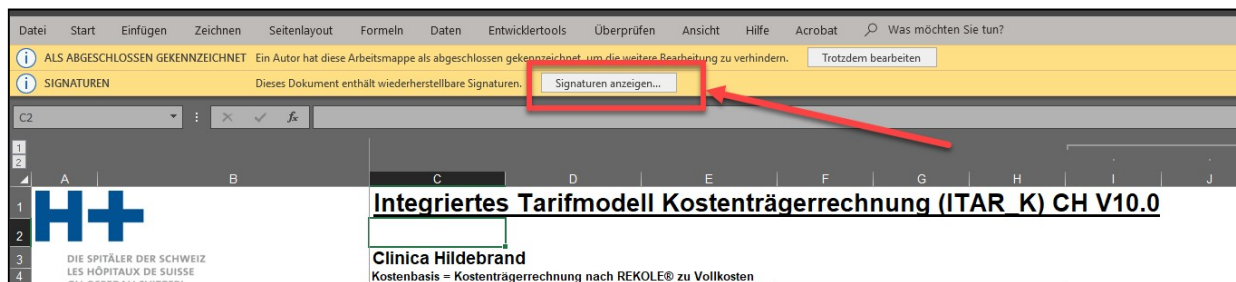 Datei Start Einfügen Zeichnen Seitenlayout Formeln Daten Entwicklertools Überprüfen Ansicht Hilfe Acrobat Was möchten Sie tun?
ALS ABGESCHLOSSEN GEKENNZEICHNET Ein Autor hat diese Arbeitsmappe als abgeschlossen gekennzeichnet, um die weitere Bearbeitung zu verhindern. Trotzdem bearbeiten
SIGNATUREN Dieses Dokument enthält wiederherstellbare Signaturen. Signaturen anzeigen...
C2 fx
1
2
A B C D E F G H I J
1 H+ Integriertes Tarifmodell Kostenträgerrechnung (ITAR_K) CH V10.0
2
3 DIE SPITÄLER DER SCHWEIZ Clinica Hildebrand
4 LES HÔPITAUX DE SUISSE Kostenbasis = Kostenträgerrechnung nach REKOLE® zu Vollkosten